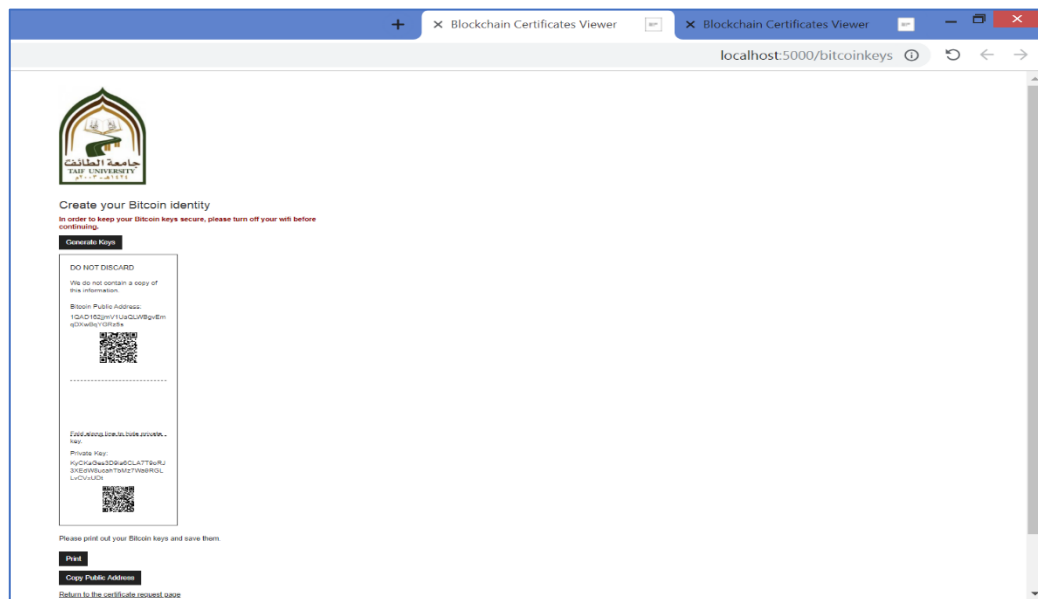 Blockchain Certificates Viewer
Blockchain Certificates Viewer
localhost:5000/bitcoinkeys
جامعة الطائف
TAIF UNIVERSITY
Create your Bitcoin identity
In order to keep your Bitcoin keys secure, please turn off your wifi before
continuing.
Generate Keys
DO NOT DISCARD
We do not contain a copy of
this information.
Bitcoin Public Address:
Fold along line to hide private
key.
Private Key:
Please print out your Bitcoin keys and save them.
Print
Copy Public Address
Return to the certificate request page